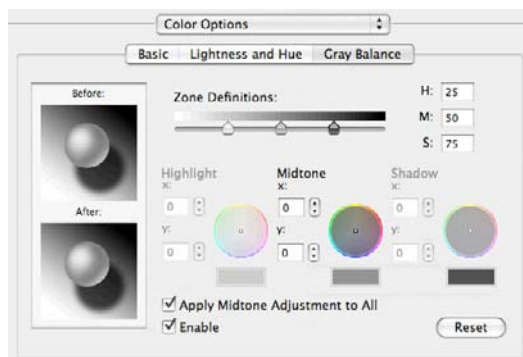 Color Options
Basic Lightness and Hue Gray Balance
Before:
After:
Zone Definitions:
H: 25
M: 50
S: 75
Highlight Midtone Shadow
x: x: x:
0 0 0
y: y: y:
0 0 0
Apply Midtone Adjustment to All
Enable
Reset